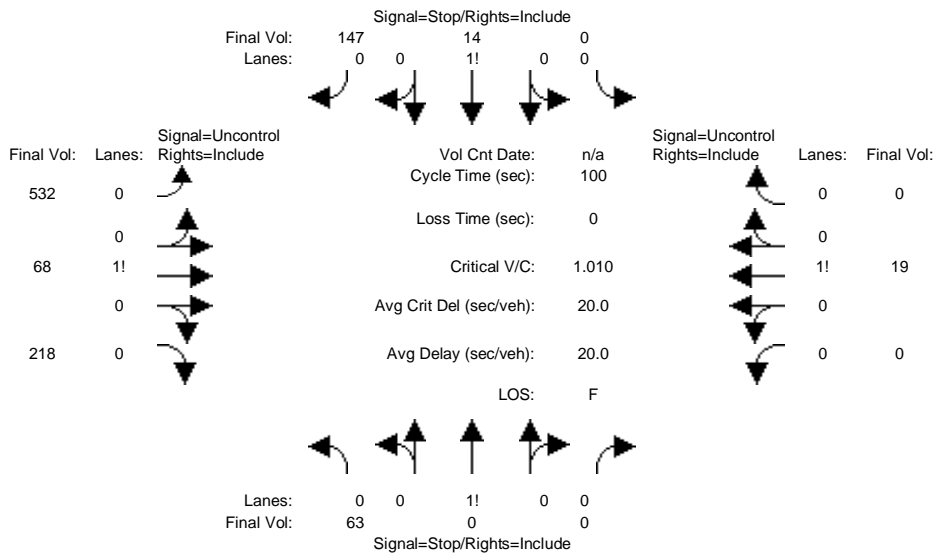 Signal=Stop/Rights=Include
Final Vol: 147 14 0
Lanes: 0 0 1! 0 0
Signal=Uncontrol Signal=Uncontrol
Final Vol: Lanes: Rights=Include Vol Cnt Date: n/a Rights=Include Lanes: Final Vol:
Cycle Time (sec): 100
532 0 0 0
Loss Time (sec): 0
0 0
68 1! Critical V/C: 1.010 1! 19
0 Avg Crit Del (sec/veh): 20.0 0
218 0 Avg Delay (sec/veh): 20.0 0 0
LOS: F
Lanes: 0 0 1! 0 0
Final Vol: 63 0 0
Signal=Stop/Rights=Include